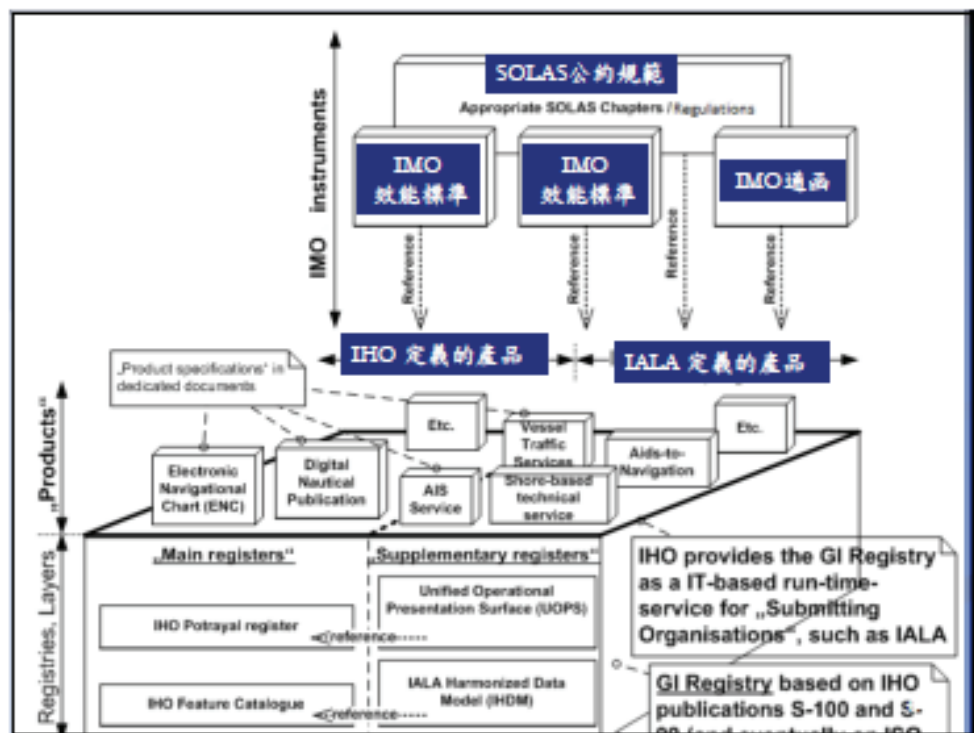 SOLAS公約規範
Appropriate SOLAS Chapters / Regulations
IMO instruments
IMO
效能標準
IMO
效能標準
IMO通函
Reference
Reference
Reference
Reference
IHO 定義的產品
IALA 定義的產品
„Product specifications" in
dedicated documents
„Products“
Etc.
Vessel
Traffic
Services
Etc.
Electronic
Navigational
Chart (ENC)
Digital
Nautical
Publication
AIS
Service
Shore-based
technical
service
Aids-to-
Navigation
Registries, Layers
„Main registers“
„Supplementary registers“
Unified Operational
Presentation Surface (UOPS)
IHO Potrayal register
reference
IALA Harmonized Data
Model (IHDM)
IHO Feature Catalogue
reference
IHO provides the GI Registry
as a IT-based run-time-
service for „Submitting
Organisations“, such as IALA
GI Registry based on IHO
publications S-100 and S-